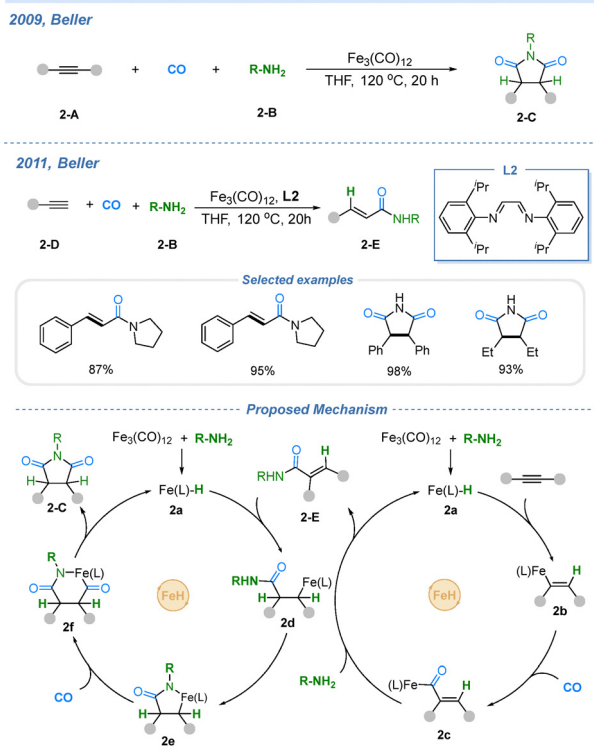 2009, Beller
+ CO + R-NH2
Fe3(CO)12
THF, 120 oC, 20 h
2-A
2-B
R
N
O O
H H
2-C
2011, Beller
+ CO + R-NH2
Fe3(CO)12, L2
THF, 120 oC, 20h
H O
NHR
2-D
2-B
2-E
L2
iPr iPr
N N
iPr iPr
Selected examples
O
N
87%
O
N
95%
H
N
O O
Ph Ph
98%
H
N
O O
Et Et
93%
Proposed Mechanism
Fe3(CO)12 + R-NH2
Fe(L)-H
2a
R
N
O O
H H
2-C
O H
RHN
2-E
O
RHN Fe(L)
H H
2d
R
N
O Fe(L)
H H
2e
CO
R
N Fe(L)
O O
H H
2f
FeH
Fe3(CO)12 + R-NH2
Fe(L)-H
2a
(L)Fe H
2b
CO
O
(L)Fe H
2c
R-NH2
FeH